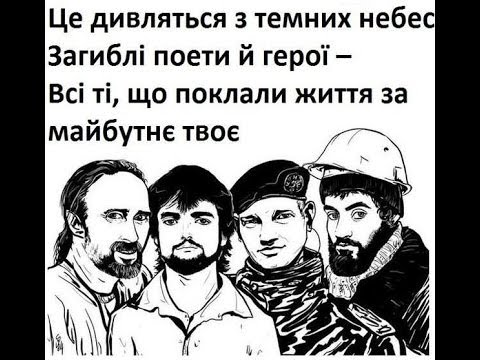 Це дивляться з темних небес
Загиблі поети й герої –
Всі ті, що поклали життя за
майбутнє твоє